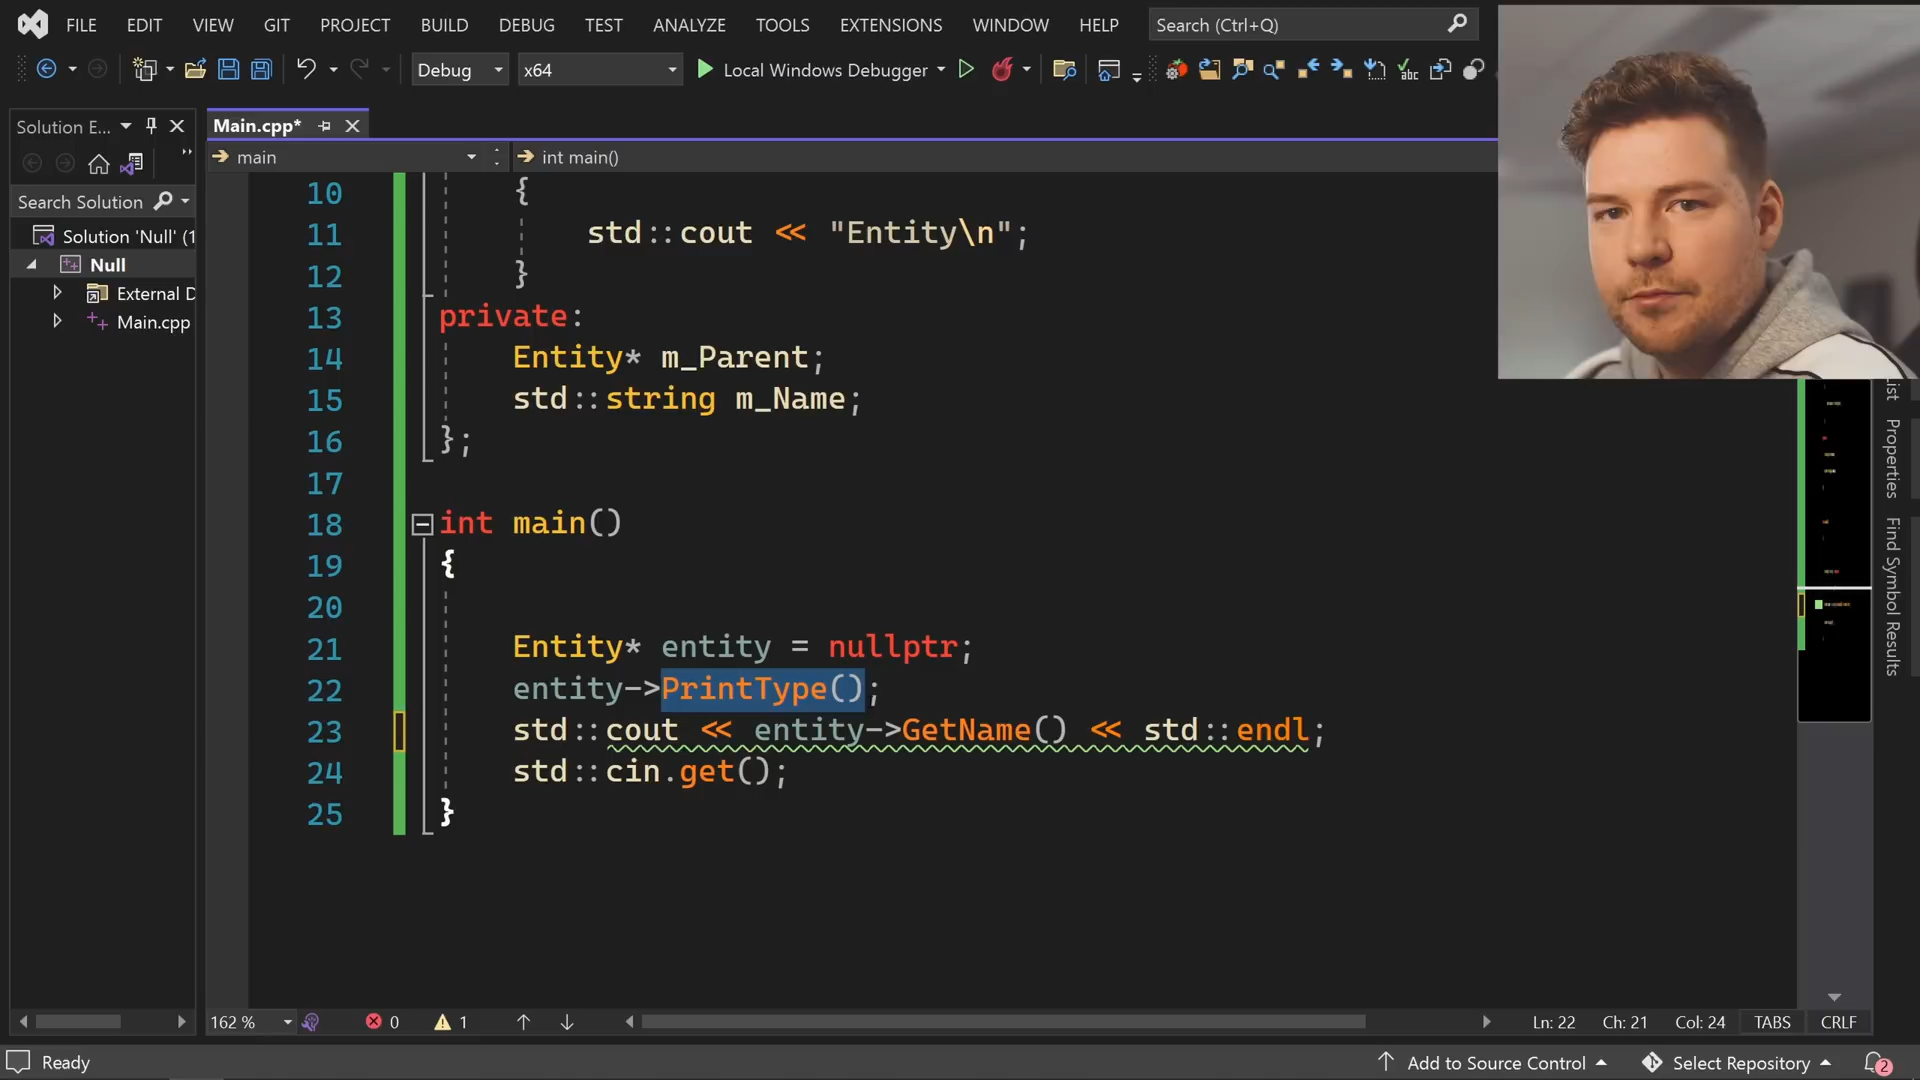 FILE EDIT VIEW GIT PROJECT BUILD DEBUG TEST ANALYZE TOOLS EXTENSIONS WINDOW HELP Search (Ctrl+Q)
Debug x64 Local Windows Debugger
Solution E...
Main.cpp*
main
int main()
Search Solution
Solution 'Null' (1
Null
External D
Main.cpp
10 {
11 std::cout << "Entity\n";
12 }
13 private:
14 Entity* m_Parent;
15 std::string m_Name;
16 };
17
18 int main()
19 {
20
21 Entity* entity = nullptr;
22 entity->PrintType();
23 std::cout << entity->GetName() << std::endl;
24 std::cin.get();
25 }
Properties
Find Symbol Results
162 % 0 1 Ln: 22 Ch: 21 Col: 24 TABS CRLF
Ready Add to Source Control Select Repository 2